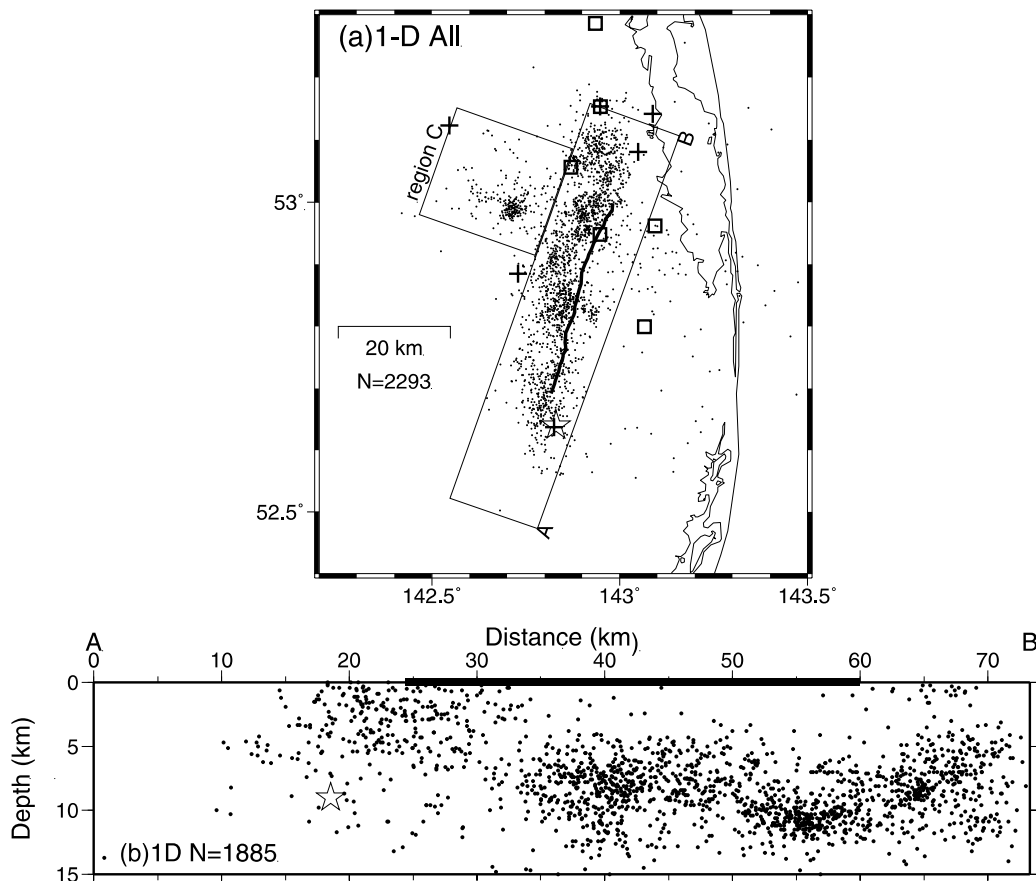 (a)1-D All
region C
B
53°
20 km
N=2293
52.5°
A
142.5° 143° 143.5°
A Distance (km) B
0 10 20 30 40 50 60 70
0
5
10
15
Depth (km)
(b)1D N=1885